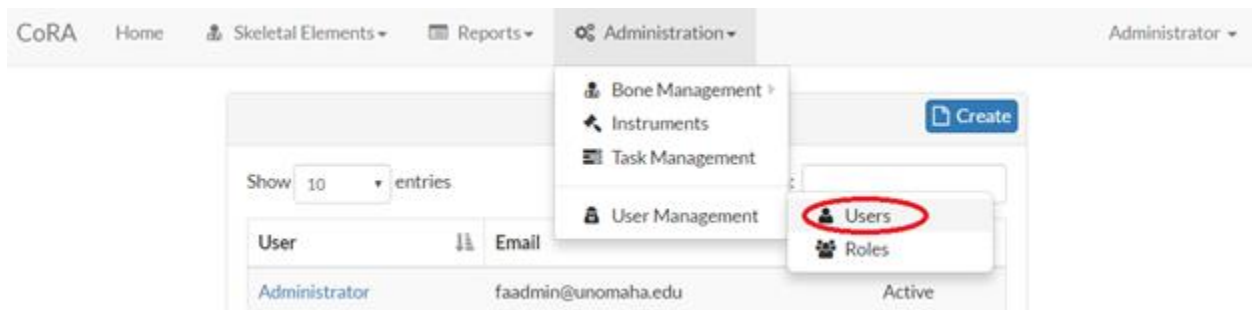 CoRA Home Skeletal Elements Reports Administration Administrator
Bone Management
Create
Instruments
Task Management
Show 10 entries :
User Management Users
User Email
Roles
Administrator faadmin@unomaha.edu Active